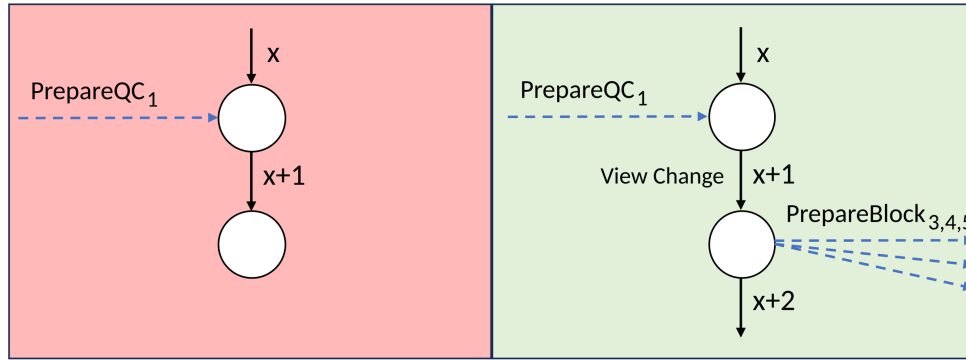 x
PrepareQC1
x+1
x
PrepareQC1
View Change
x+1
PrepareBlock3,4,5
x+2